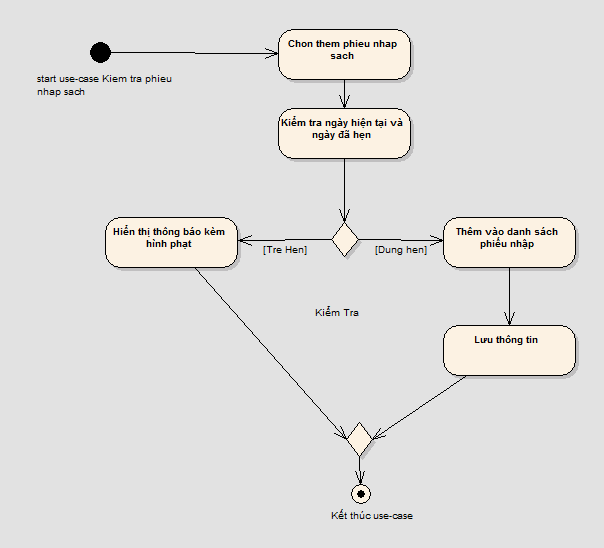 Chon them phieu nhap
sach
start use-case Kiem tra phieu
nhap sach
Kiểm tra ngày hiện tại và
ngày đã hẹn
Hiển thị thông báo kèm
hình phạt
[Tre Hen]
[Dung hen]
Thêm vào danh sách
phiếu nhập
Kiểm Tra
Lưu thông tin
Kết thúc use-case